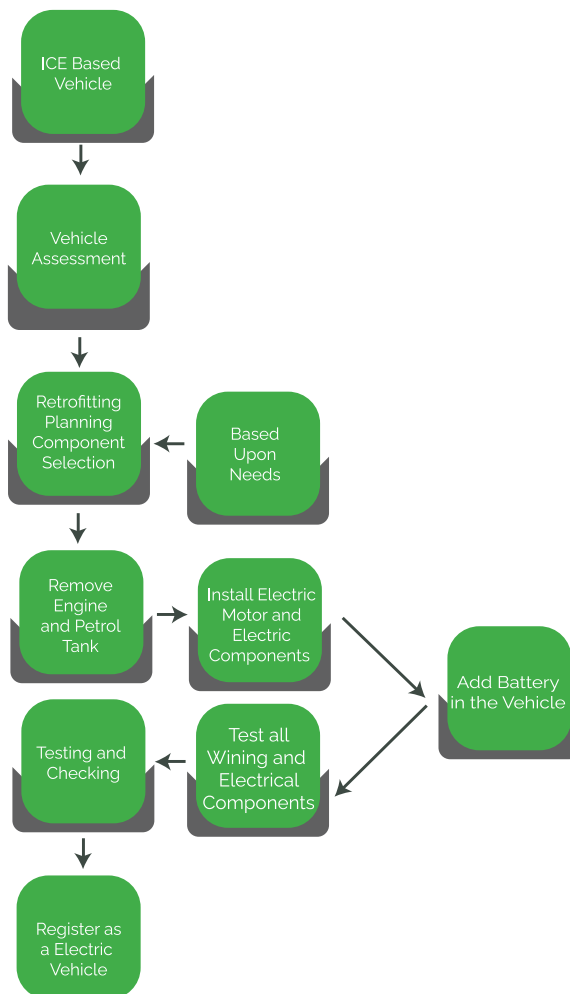 ICE Based
Vehicle
Vehicle
Assessment
Retrofitting
Planning
Component
Selection
Based
Upon
Needs
Remove
Engine
and Petrol
Tank
Install Electric
Motor and
Electric
Components
Add Battery
in the Vehicle
Test all
Wining and
Electrical
Components
Testing and
Checking
Register as
a Electric
Vehicle